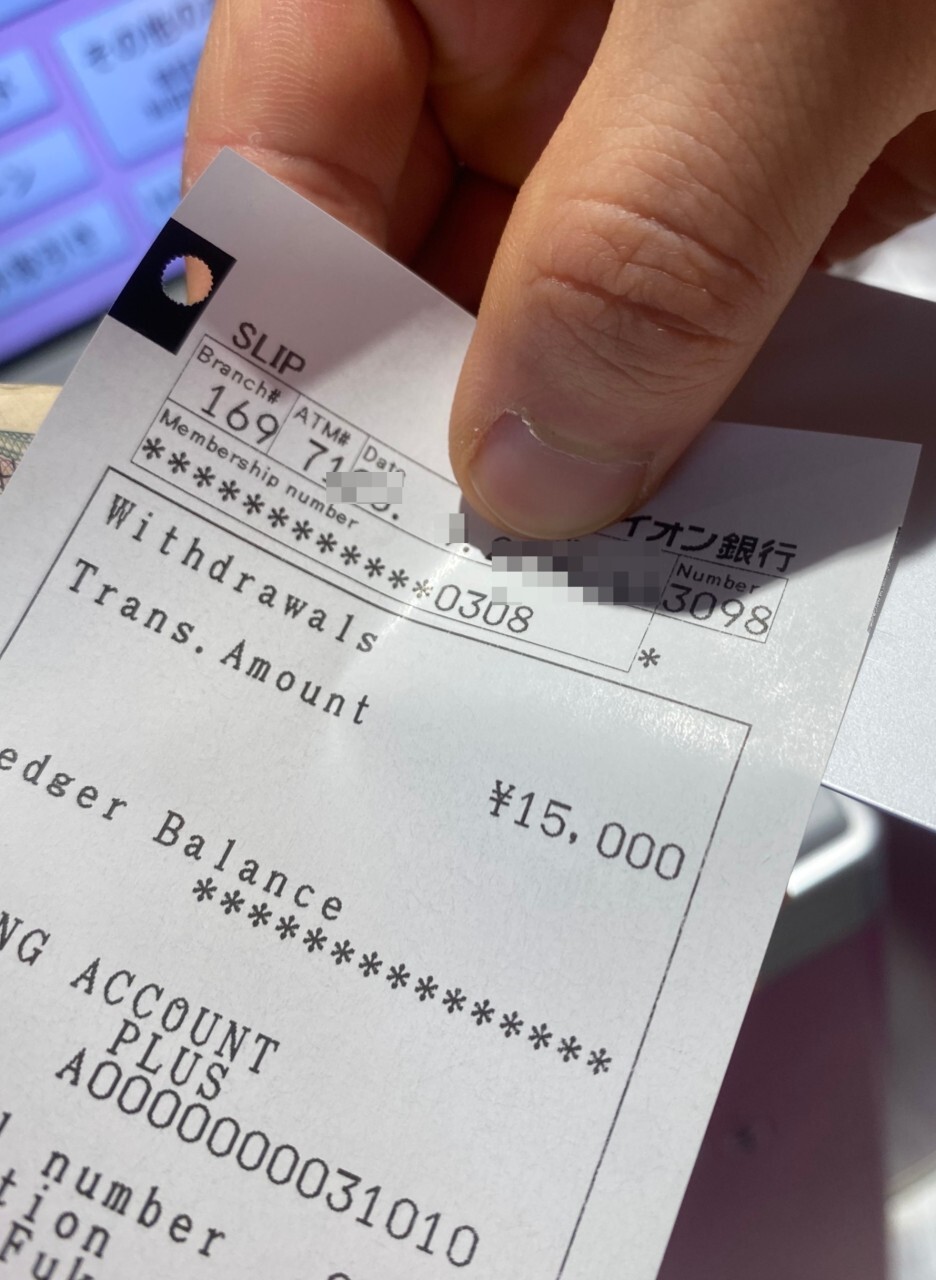 SLIP
イオン銀行
Branch# ATM# Date Number
169 3098
Membership number
************0308
*
Withdrawals
Trans.Amount
¥15,000
edger Balance
***************
NG ACCOUNT
PLUS
A0000000031010
number
tion
Fuk